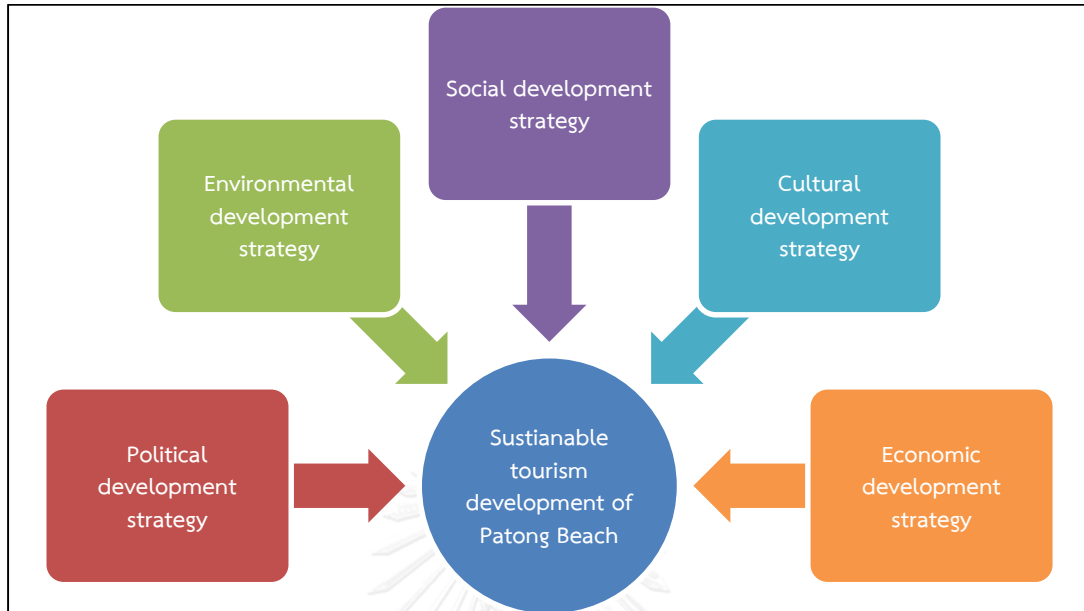 Social development
strategy
Environmental
development
strategy
Cultural
development
strategy
Political
development
strategy
Sustianable
tourism
development of
Patong Beach
Economic
development
strategy